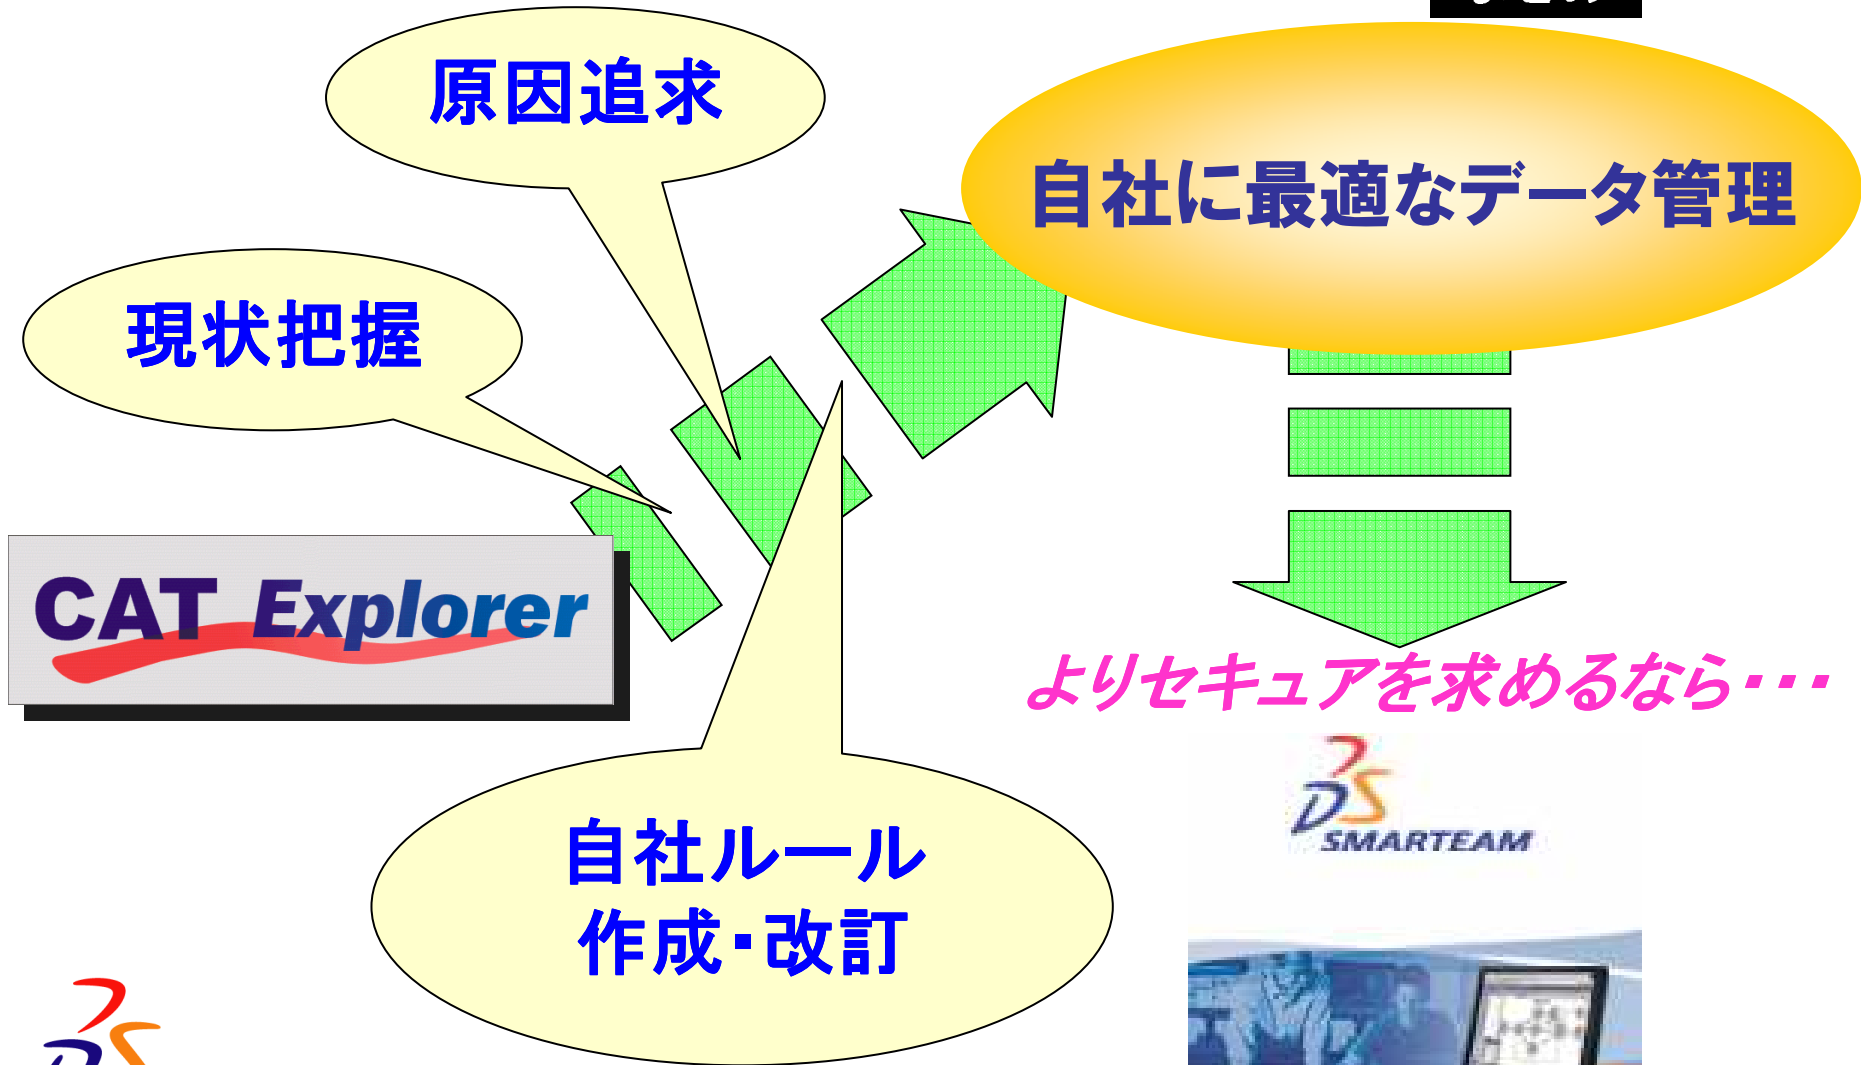 原因追求
自社に最適なデータ管理
現状把握
CAT Explorer
よりセキュアを求めるなら・・・
SMARTEAM
自社ルール
作成・改訂